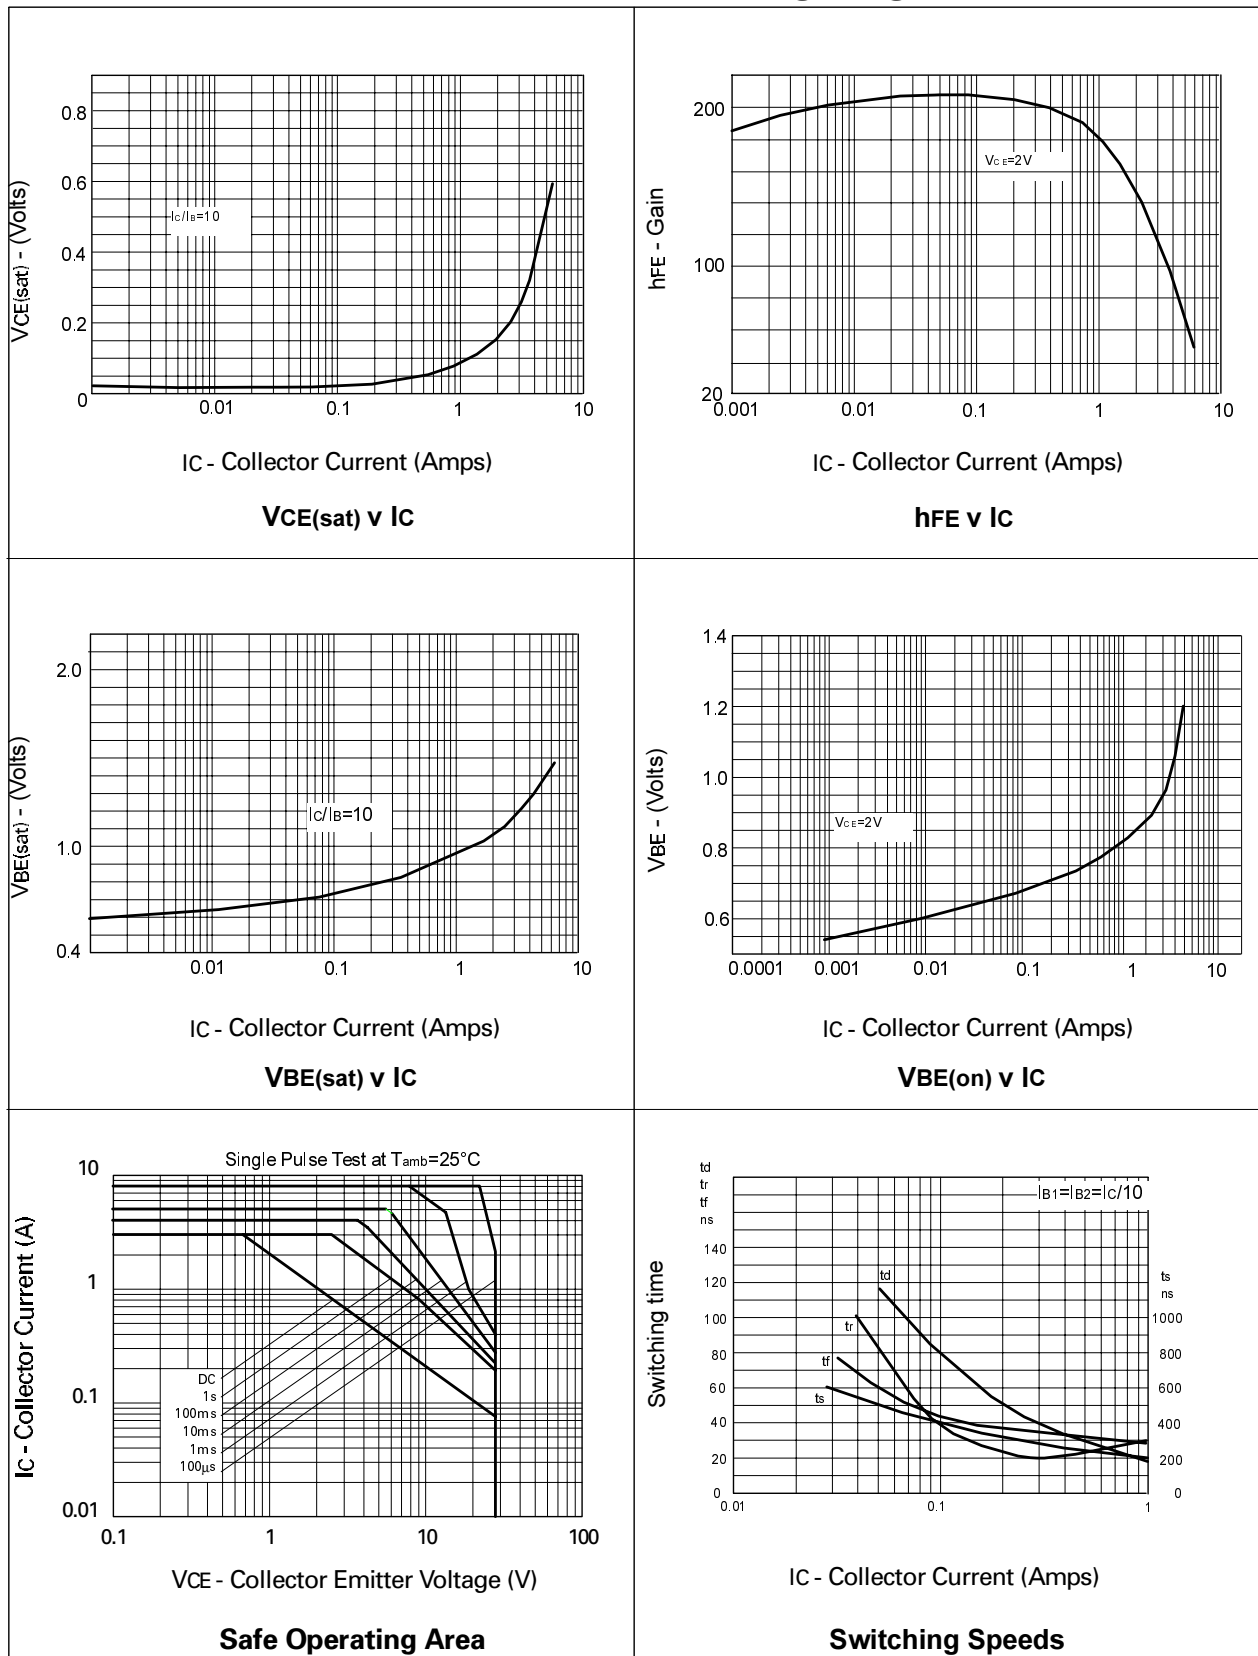 0.8
0.6
0.4
0.2
0
VCE(sat) - (Volts)
IC/IB=10
0.01
0.1
1
10
IC - Collector Current (Amps)
VCE(sat) v IC
200
100
20
hFE - Gain
VCE=2V
0.001
0.01
0.1
1
10
IC - Collector Current (Amps)
hFE v IC
2.0
1.0
0.4
VBE(sat) - (Volts)
IC/IB=10
0.01
0.1
1
10
IC - Collector Current (Amps)
VBE(sat) v IC
1.4
1.2
1.0
0.8
0.6
VBE - (Volts)
VCE=2V
0.0001
0.001
0.01
0.1
1
10
IC - Collector Current (Amps)
VBE(on) v IC
Single Pulse Test at Tamb=25°C
10
1
0.1
0.01
IC - Collector Current (A)
DC
1s
100ms
10ms
1ms
100µs
0.1
1
10
100
VCE - Collector Emitter Voltage (V)
Safe Operating Area
td
tr
tf
ns
IB1=IB2=IC/10
140
120
100
80
60
40
20
0
Switching time
td
tr
tf
ts
ts
ns
1000
800
600
400
200
0
0.01
0.1
1
IC - Collector Current (Amps)
Switching Speeds